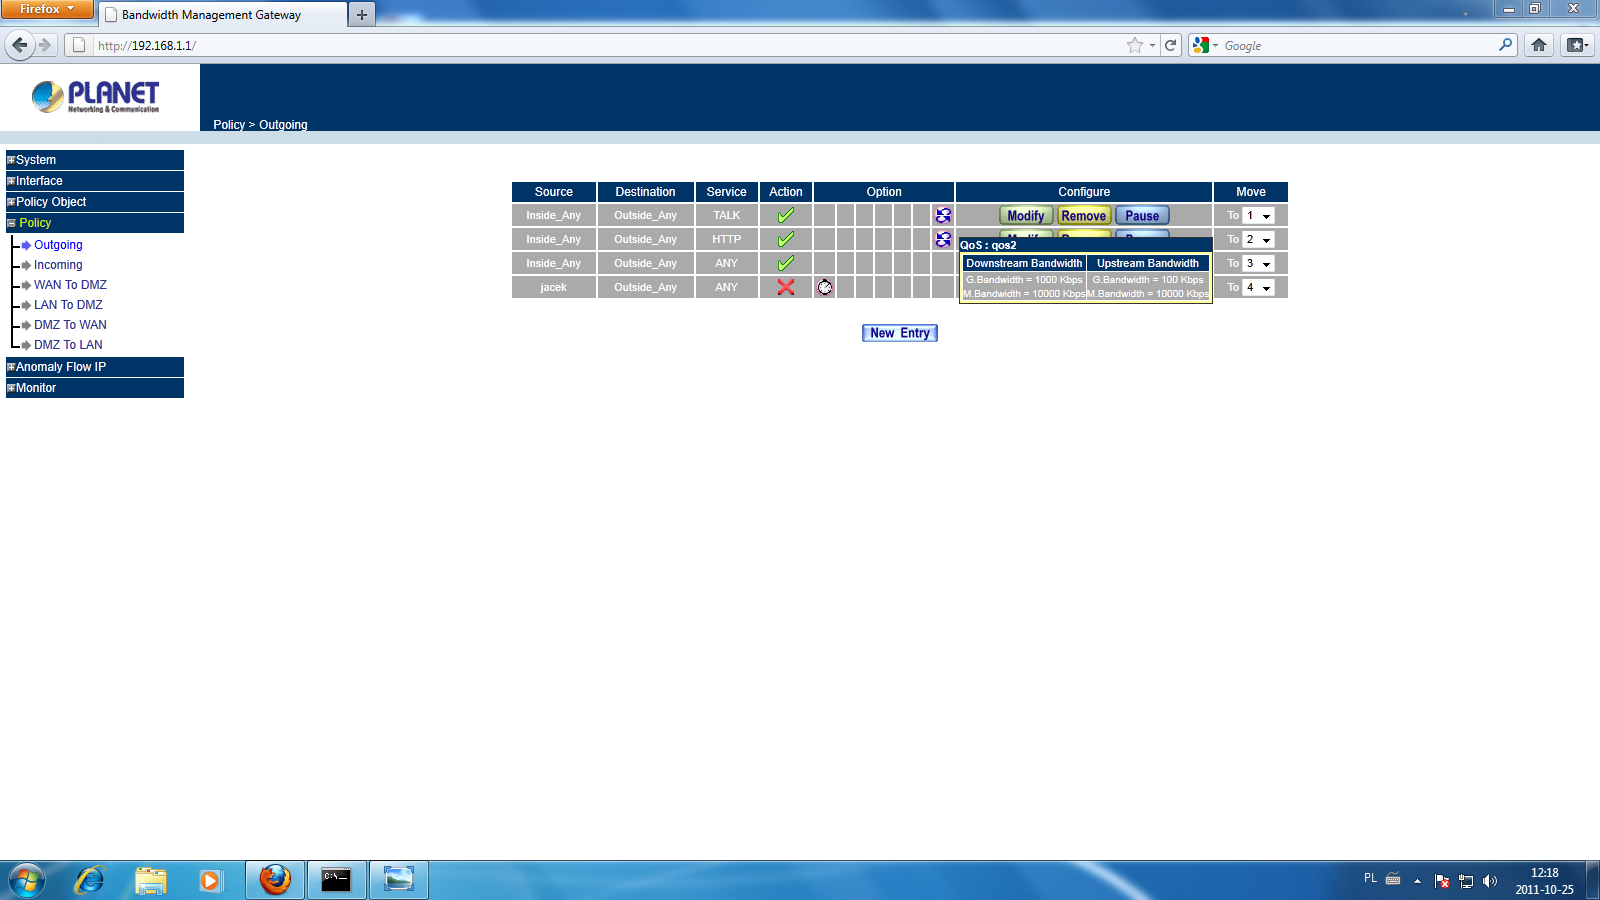 Firefox
Bandwidth Management Gateway
http://192.168.1.1/
Google
PLANET
Networking & Communication
Policy > Outgoing
System
Interface
Policy Object
Policy
Outgoing
Incoming
WAN To DMZ
LAN To DMZ
DMZ To WAN
DMZ To LAN
Anomaly Flow IP
Monitor
Source Destination Service Action Option Configure Move
Inside_Any Outside_Any TALK Modify Remove Pause To 1
Inside_Any Outside_Any HTTP To 2
Inside_Any Outside_Any ANY To 3
jacek Outside_Any ANY To 4
QoS : qos2
Downstream Bandwidth Upstream Bandwidth
G.Bandwidth = 1000 Kbps G.Bandwidth = 100 Kbps
M.Bandwidth = 10000 Kbps M.Bandwidth = 10000 Kbps
New Entry
C:\_
PL
12:18
2011-10-25